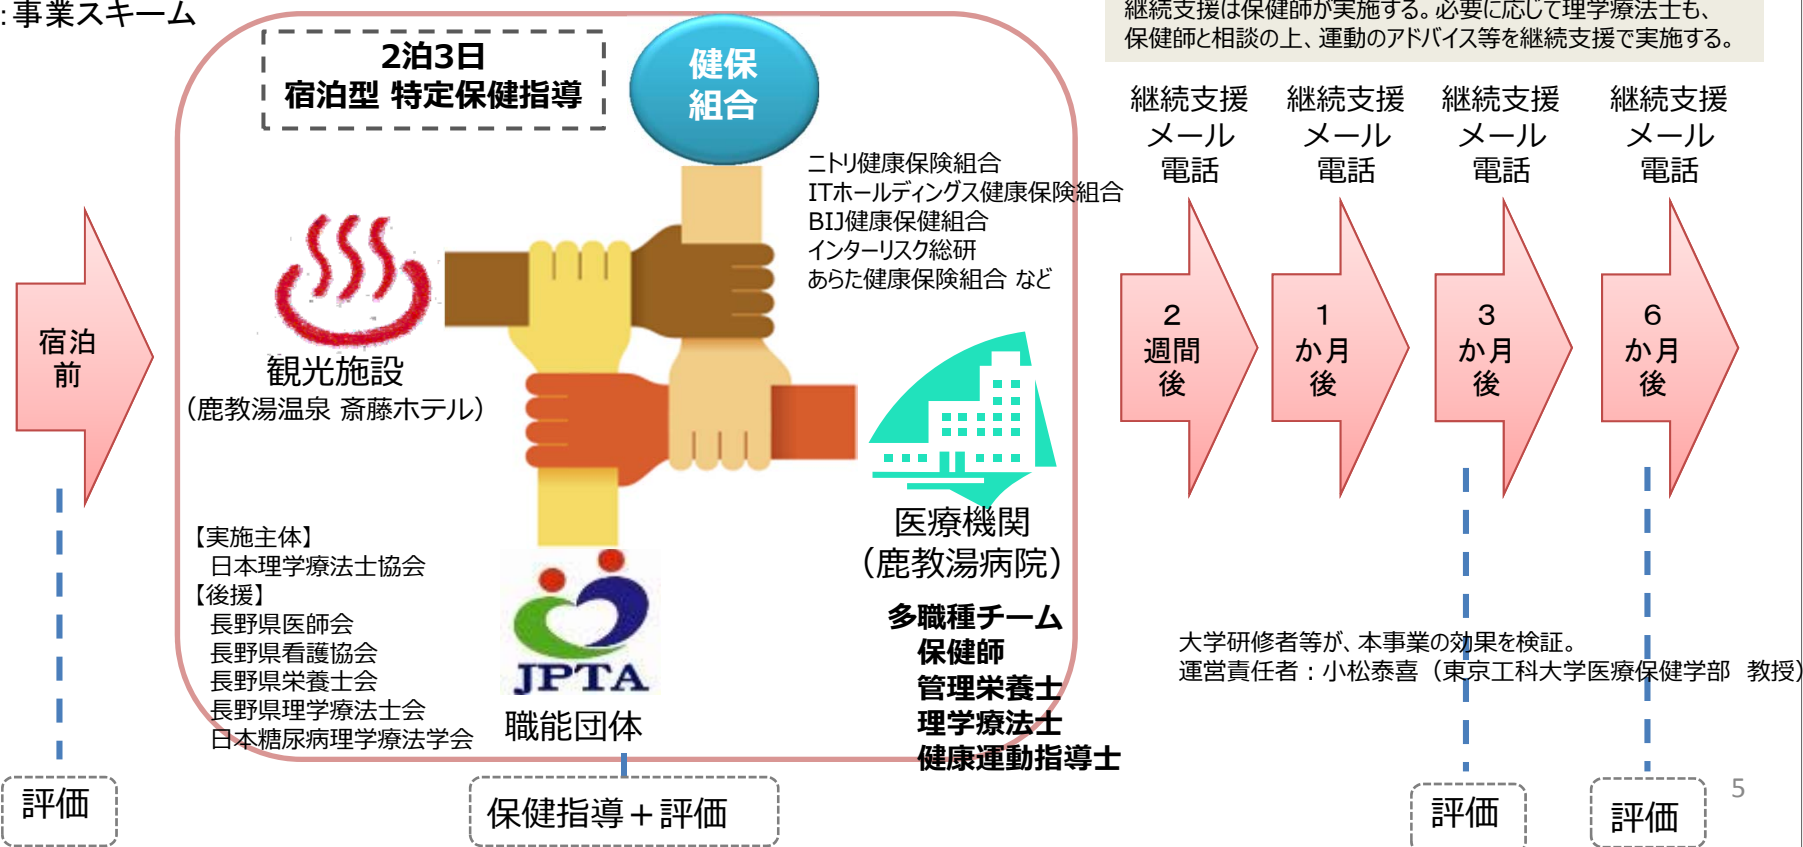 :事業スキーム
2泊3日
宿泊型 特定保健指導
健保
組合
ニトリ健康保険組合
ITホールディングス健康保険組合
BIJ健康保健組合
インターリスク総研
あらた健康保険組合 など
宿泊
前
観光施設
（鹿教湯温泉 斎藤ホテル）
医療機関
（鹿教湯病院）
多職種チーム
保健師
管理栄養士
理学療法士
健康運動指導士
【実施主体】
日本理学療法士協会
【後援】
長野県医師会
長野県看護協会
長野県栄養士会
長野県理学療法士会
日本糖尿病理学療法学会
JPTA
職能団体
継続支援は保健師が実施する。必要に応じて理学療法士も、
保健師と相談の上、運動のアドバイス等を継続支援で実施する。
継続支援
メール
電話
継続支援
メール
電話
継続支援
メール
電話
継続支援
メール
電話
２
週間
後
１
か月
後
３
か月
後
６
か月
後
大学研修者等が、本事業の効果を検証。
運営責任者：小松泰喜（東京工科大学医療保健学部 教授）
評価
保健指導＋評価
評価
評価
5